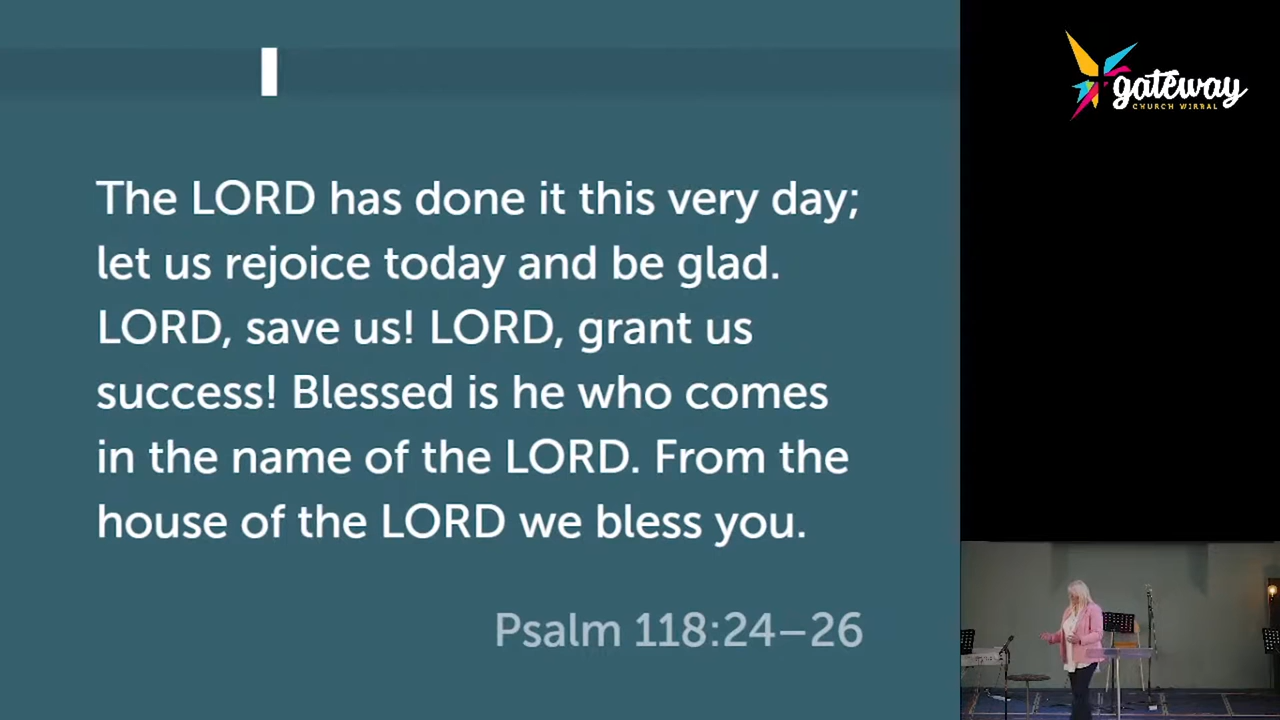 The LORD has done it this very day;
let us rejoice today and be glad.
LORD, save us! LORD, grant us
success! Blessed is he who comes
in the name of the LORD. From the
house of the LORD we bless you.
Psalm 118:24–26
gateway
CHURCH WIRRAL